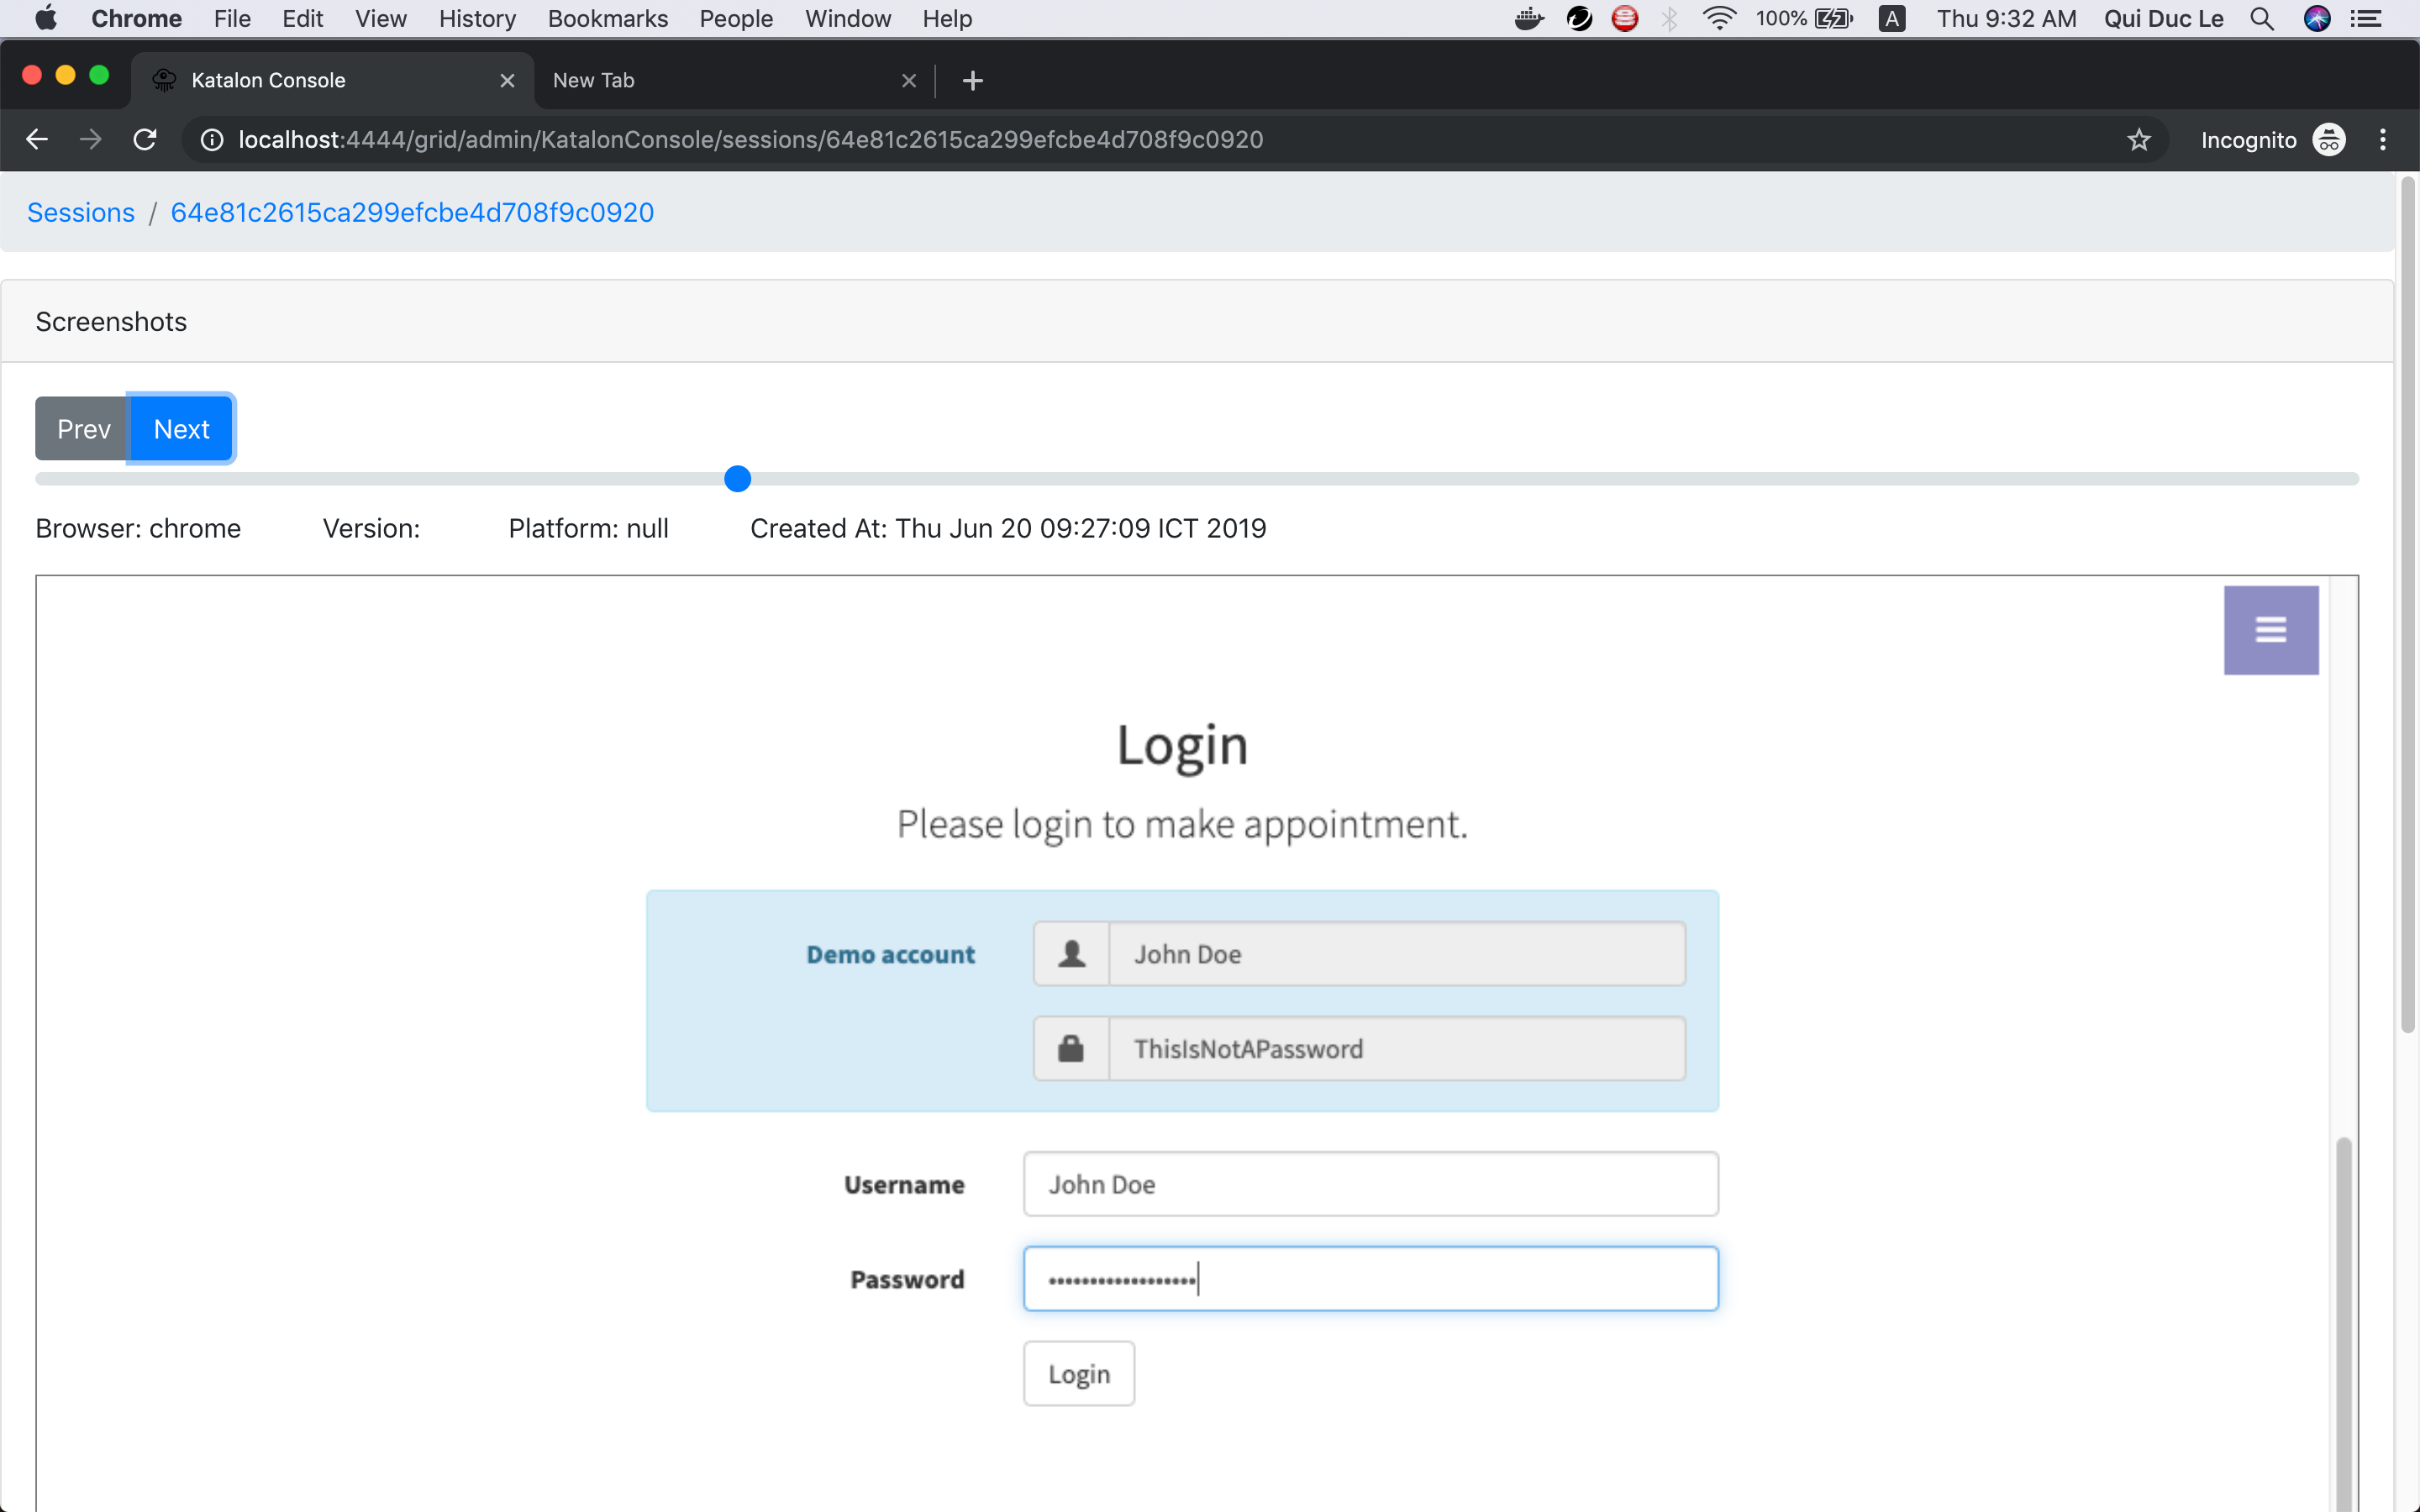 Chrome File Edit View History Bookmarks People Window Help 100% A Thu 9:32 AM Qui Duc Le
Katalon Console New Tab
localhost:4444/grid/admin/KatalonConsole/sessions/64e81c2615ca299efcbe4d708f9c0920 Incognito
Sessions / 64e81c2615ca299efcbe4d708f9c0920
Screenshots
Prev Next
Browser: chrome Version: Platform: null Created At: Thu Jun 20 09:27:09 ICT 2019
Login
Please login to make appointment.
Demo account John Doe
ThisIsNotAPassword
Username John Doe
Password ••••••••••••••••••
Login